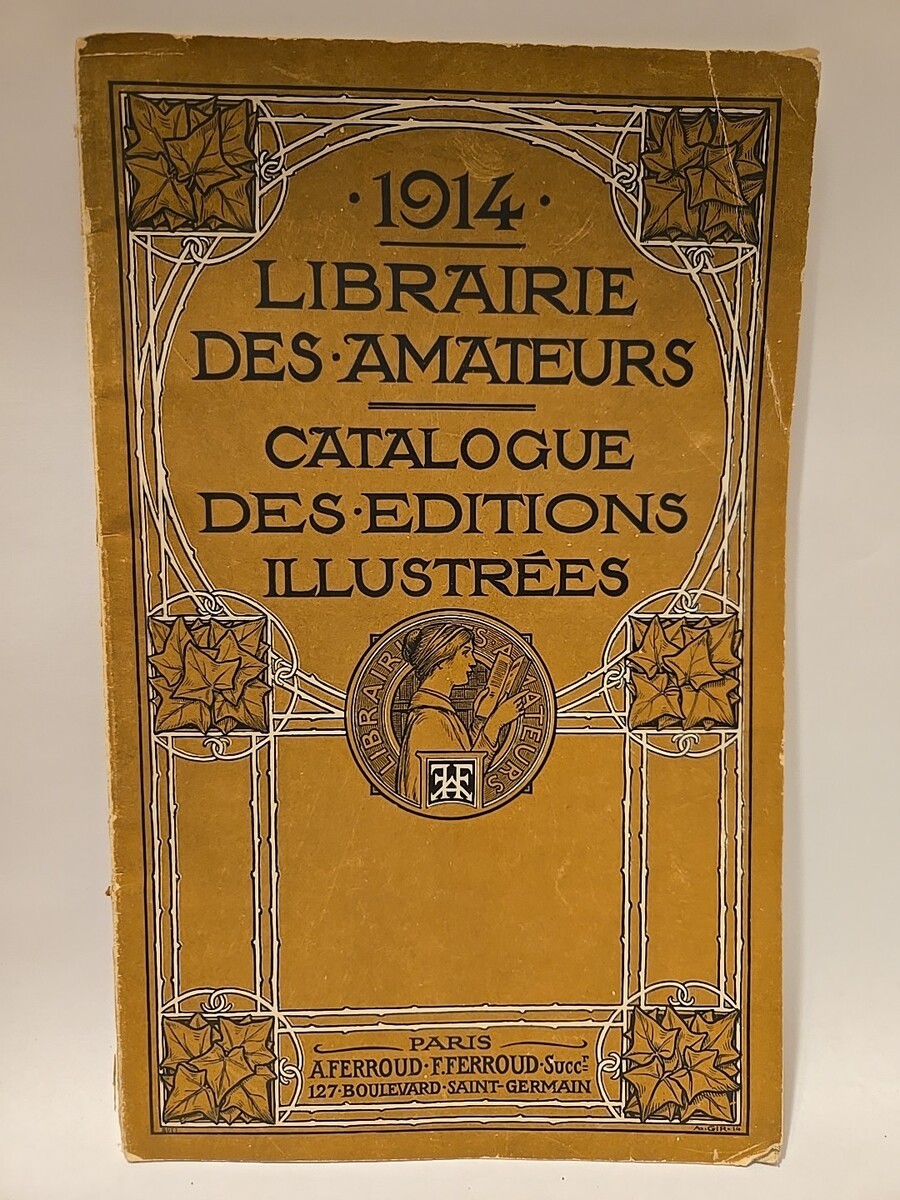 · 1914 ·
LIBRAIRIE
DES · AMATEURS
CATALOGUE
DES · EDITIONS
ILLUSTRÉES
LIBRAIRIE DES AMATEURS
AFF
PARIS
A. FERROUD · F. FERROUD · Succr
127 · BOULEVARD · SAINT-GERMAIN